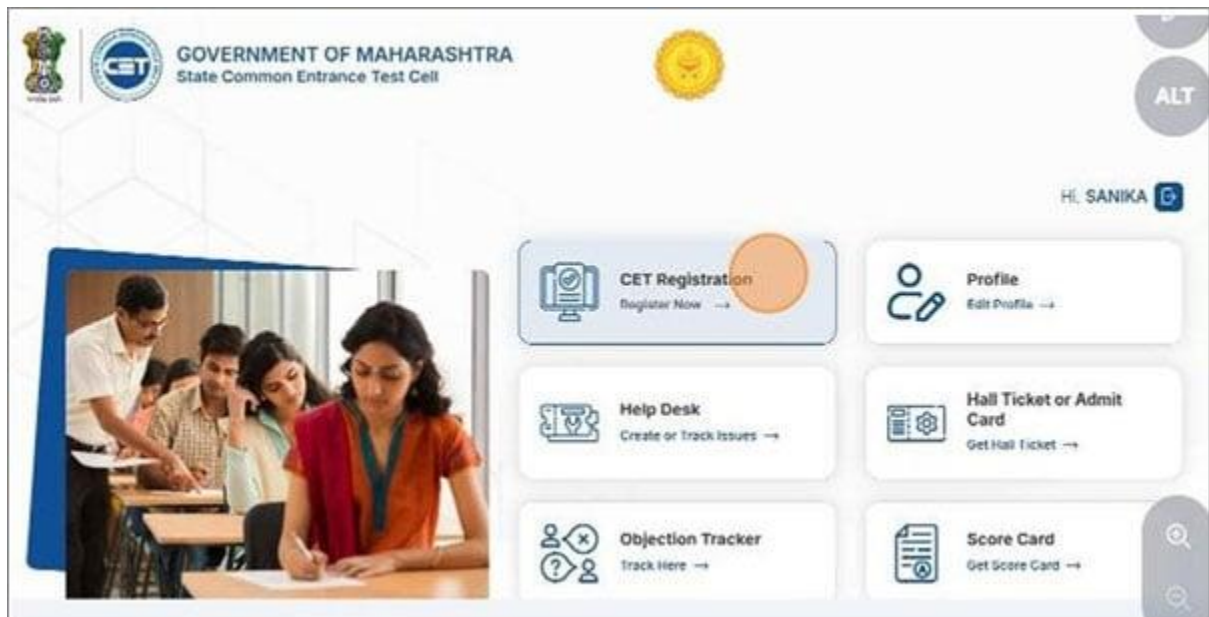 CET
GOVERNMENT OF MAHARASHTRA
State Common Entrance Test Cell
ALT
Hi, SANIKA
CET Registration
Register Now →
Profile
Edit Profile →
Help Desk
Create or Track Issues →
Hall Ticket or Admit
Card
Get Hall Ticket →
Objection Tracker
Track Here →
Score Card
Get Score Card →